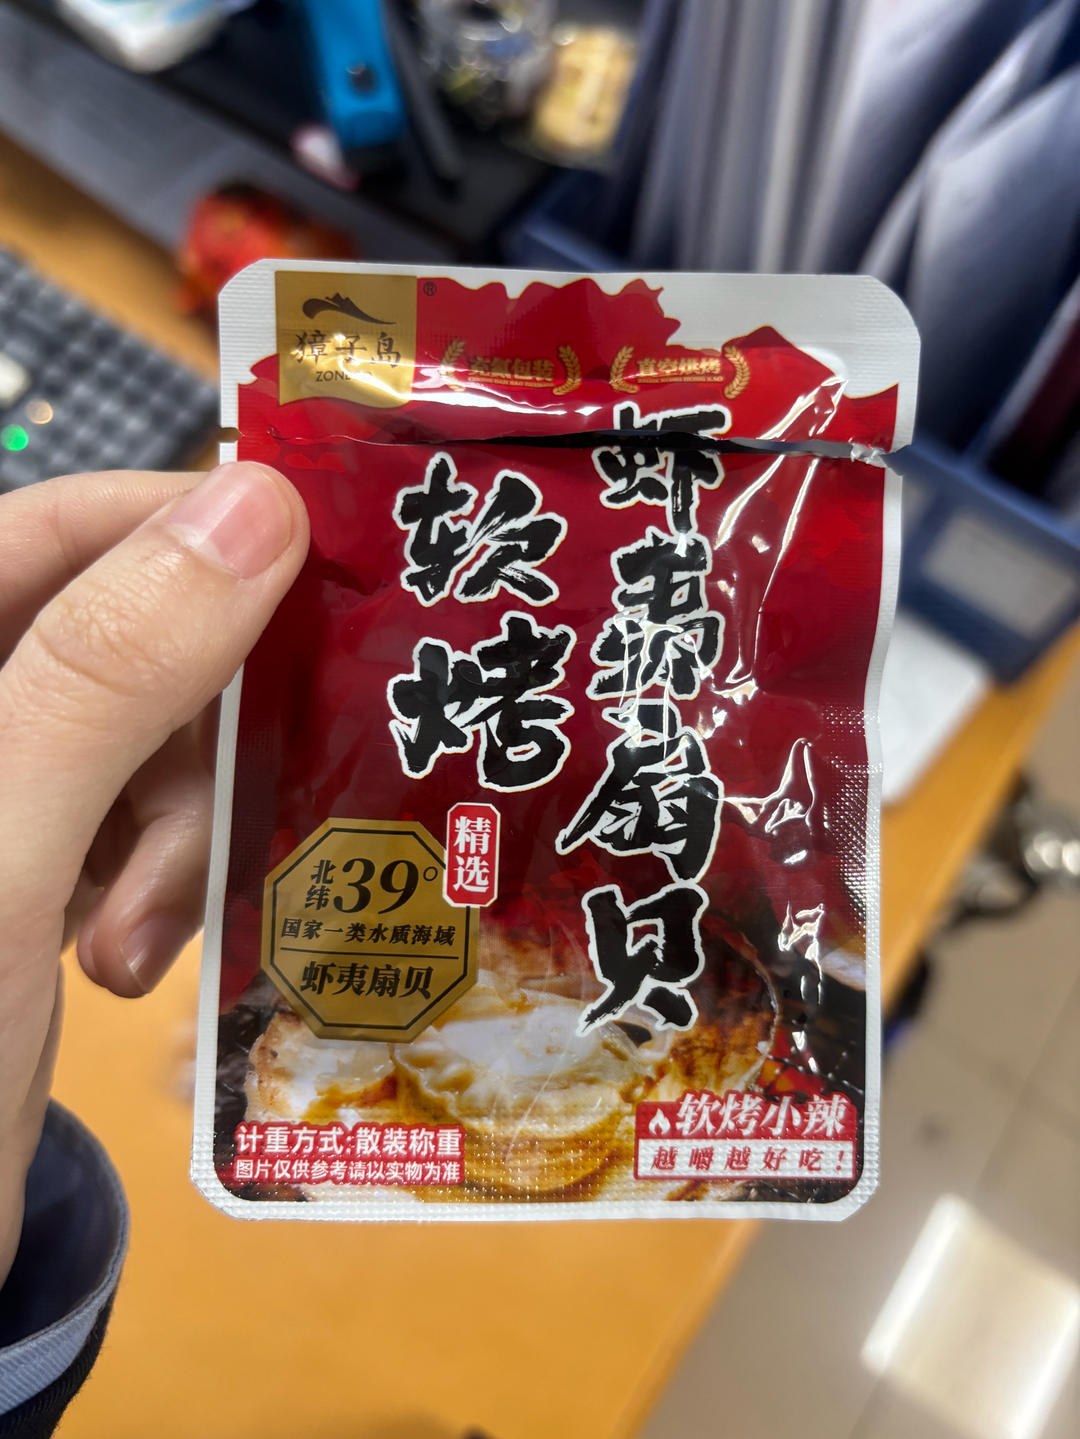 獐子岛
®
充氮包装
真空烘烤
虾夷扇贝
软烤
精选
北纬39°
国家一类水质海域
虾夷扇贝
计重方式:散装称重
图片仅供参考请以实物为准
软烤小辣
越嚼越好吃!